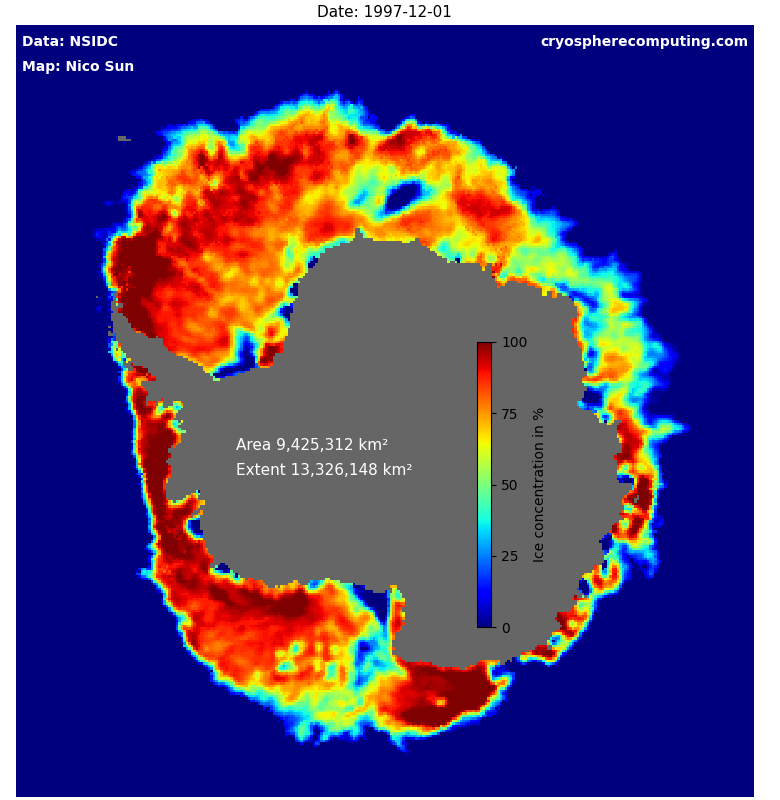 Date: 1997-12-01
Data: NSIDC
cryospherecomputing.com
Map: Nico Sun
Area 9,425,312 km²
Extent 13,326,148 km²
100
75
50
25
0
Ice concentration in %